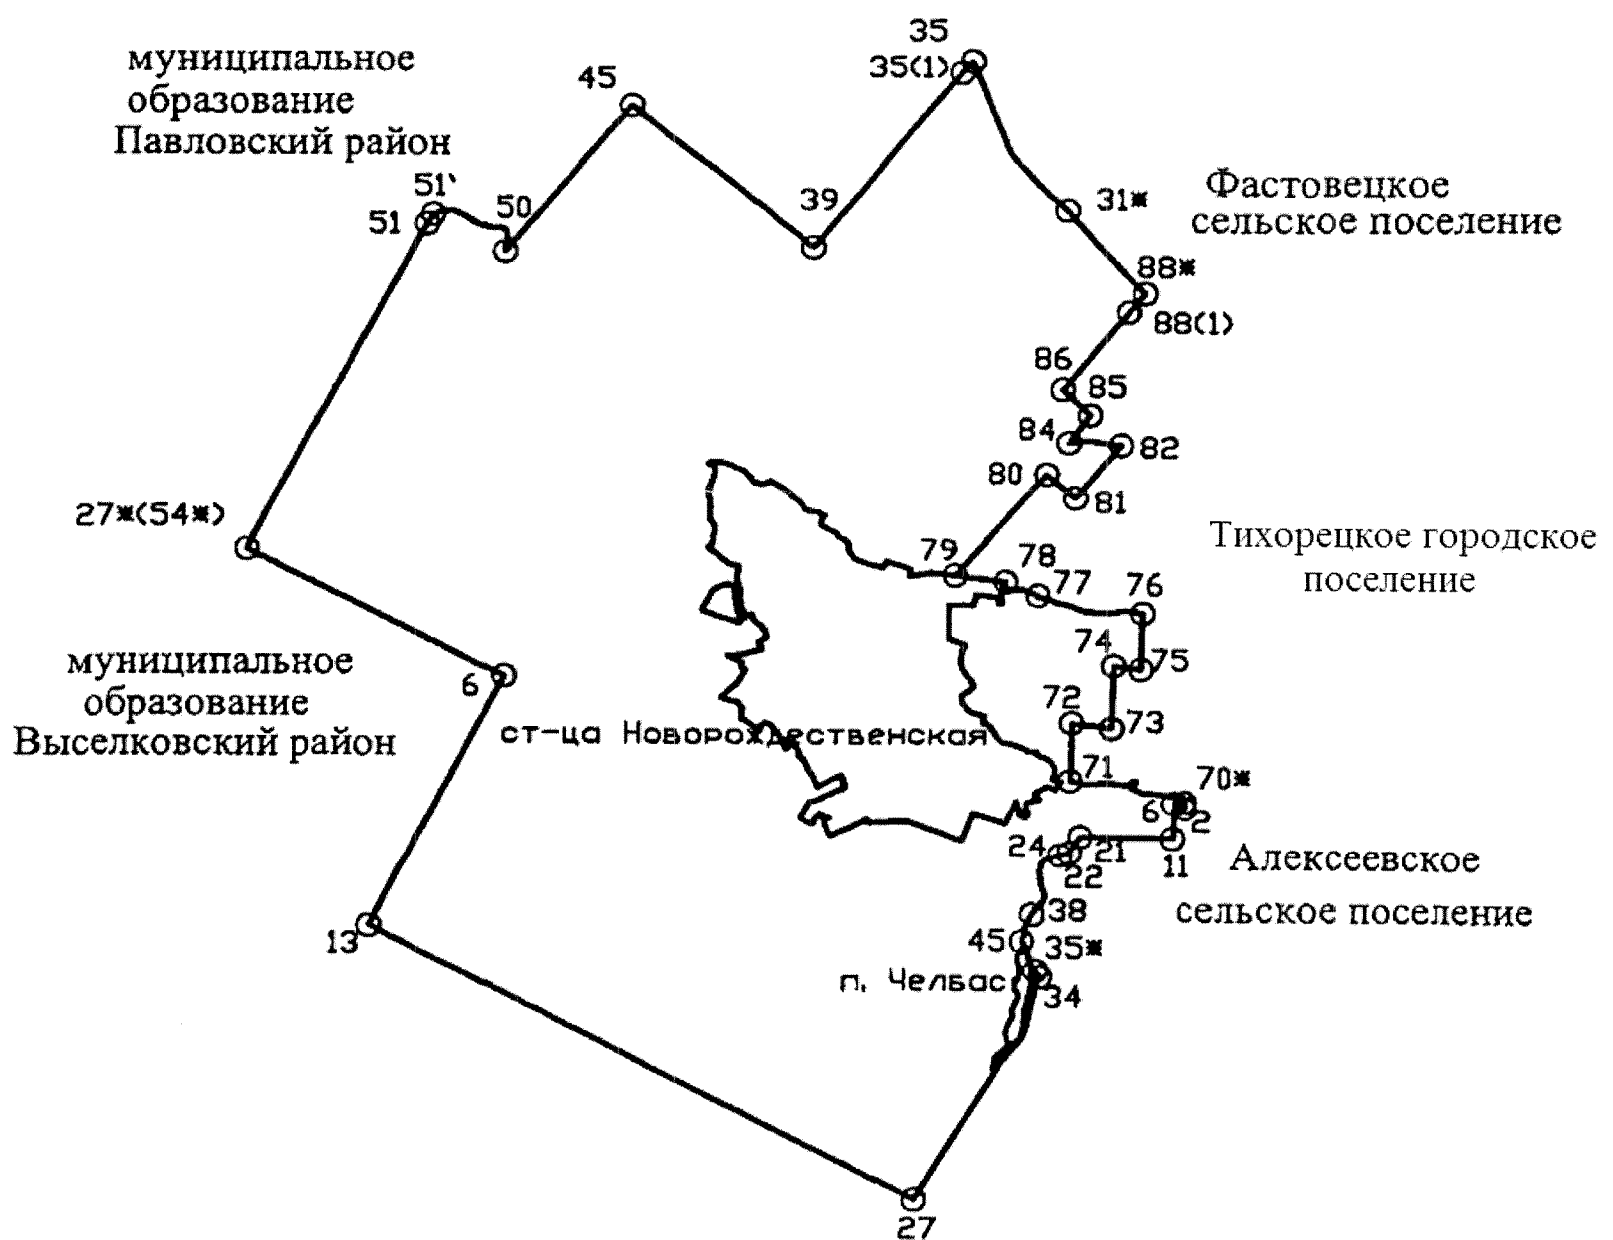 35
муниципальное
образование
Павловский район
45
35(1)
51'
50
51
39
31*
Фастовецкое
сельское поселение
88*
88(1)
86
85
84
82
80
81
27*(54*)
Тихорецкое городское
поселение
79
78
77
76
74
75
муниципальное
образование
Выселковский район
6
72
73
ст-ца Новорождественская
71
70*
6
2
24
21
22
11
Алексеевское
сельское поселение
38
13
45
35*
п. Челбас
34
27